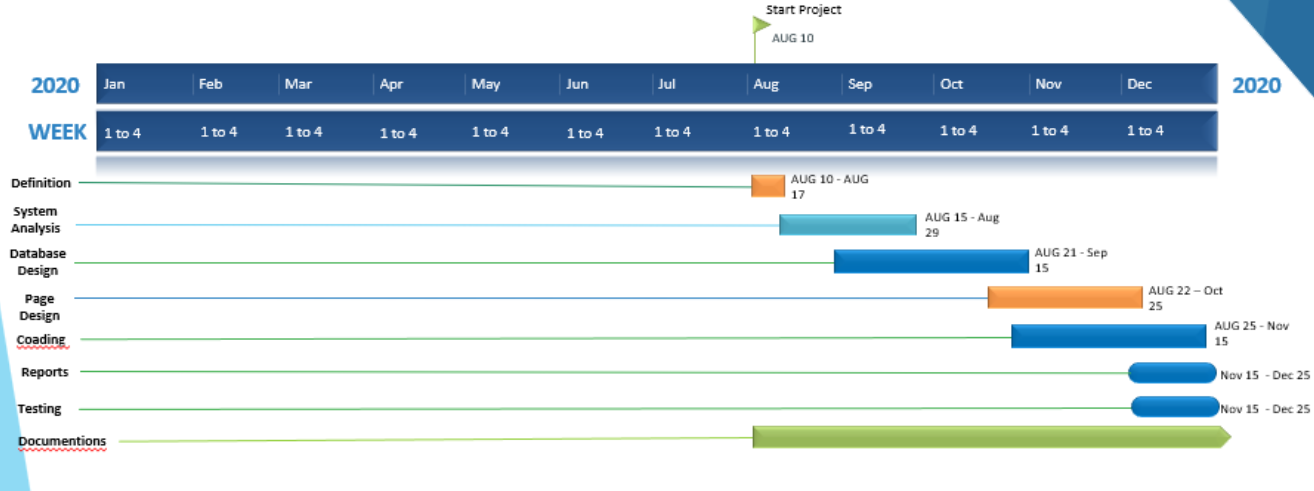 Start Project
AUG 10
2020 Jan Feb Mar Apr May Jun Jul Aug Sep Oct Nov Dec 2020
WEEK 1 to 4 1 to 4 1 to 4 1 to 4 1 to 4 1 to 4 1 to 4 1 to 4 1 to 4 1 to 4 1 to 4 1 to 4
Definition
AUG 10 - AUG
17
System
Analysis
AUG 15 - Aug
29
Database
Design
AUG 21 - Sep
15
Page
Design
AUG 22 – Oct
25
Coading
AUG 25 - Nov
15
Reports
Nov 15 - Dec 25
Testing
Nov 15 - Dec 25
Documentions